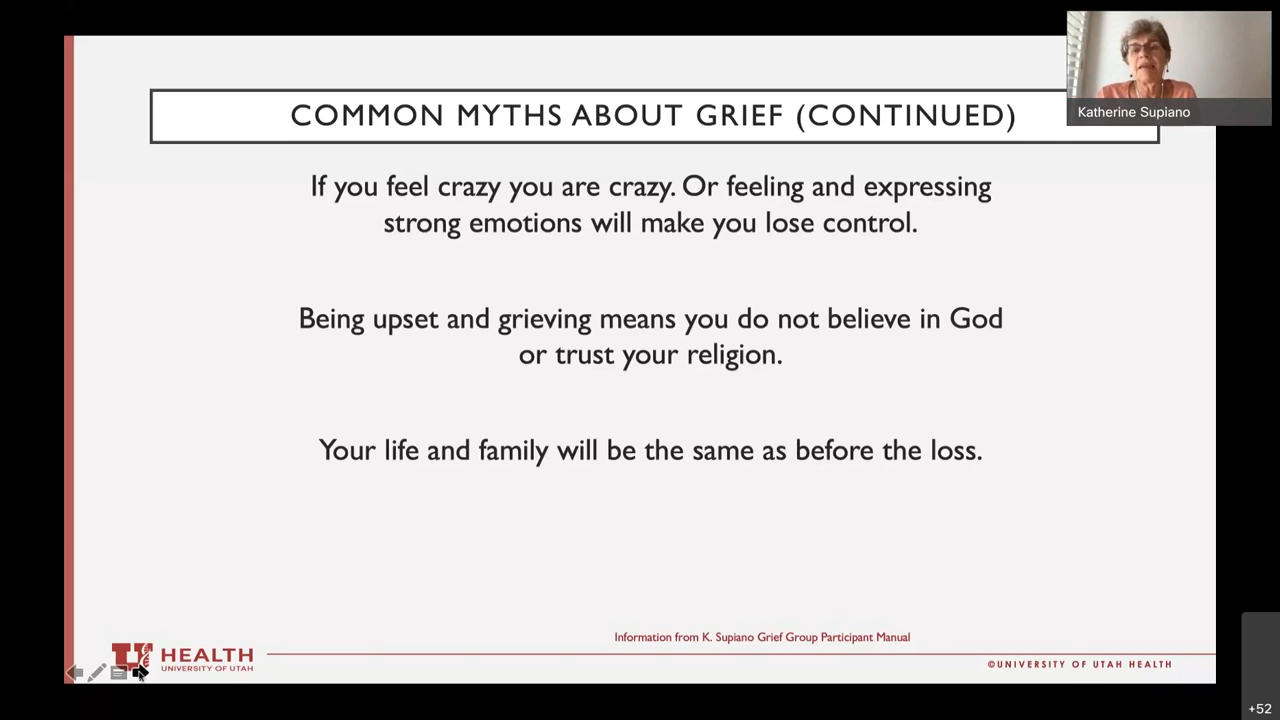 Katherine Supiano
COMMON MYTHS ABOUT GRIEF (CONTINUED)
If you feel crazy you are crazy. Or feeling and expressing
strong emotions will make you lose control.
Being upset and grieving means you do not believe in God
or trust your religion.
Your life and family will be the same as before the loss.
Information from K. Supiano Grief Group Participant Manual
U HEALTH
UNIVERSITY OF UTAH
©UNIVERSITY OF UTAH HEALTH
+52